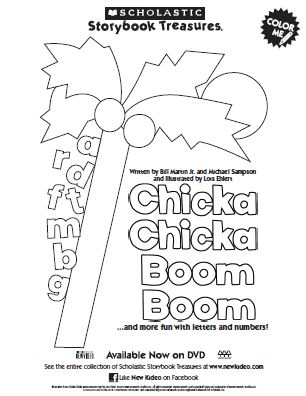 SCHOLASTIC
Storybook Treasures.
COLOR
ME
a
r
d
f
t
m
b
g
Written by Bill Martin Jr. and Michael Sampson
and Illustrated by Lois Ehlert
Chicka
Chicka
Boom
Boom
...and more fun with letters and numbers!
Available Now on DVD
See the entire collection of Scholastic Storybook Treasures at www.newkideo.com
Like New Kideo on Facebook